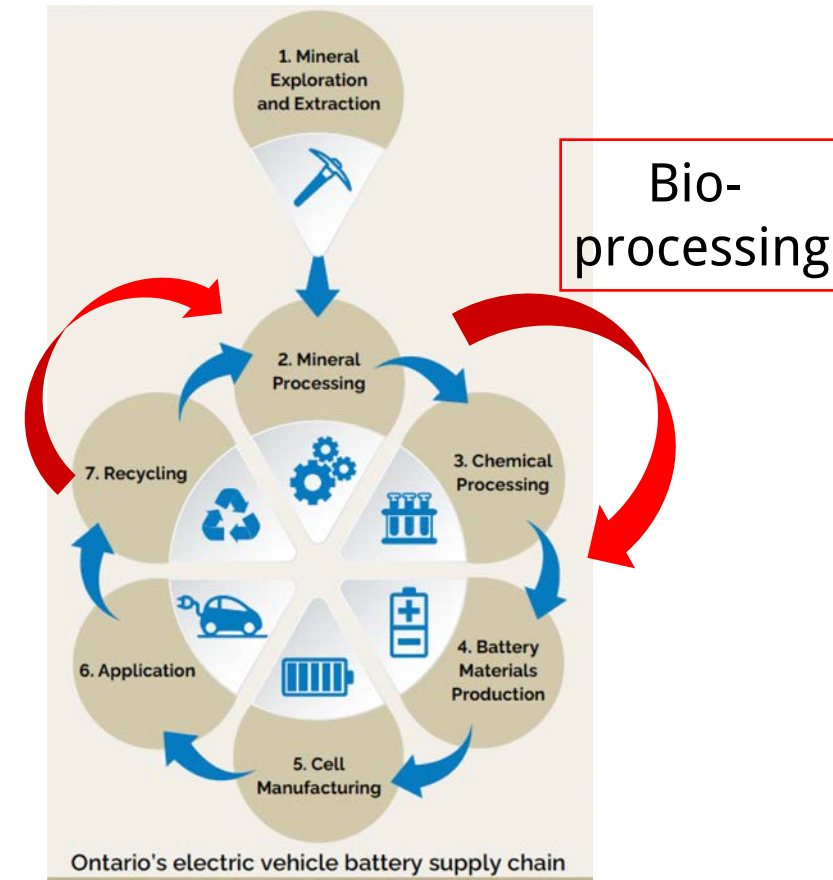 1. Mineral
Exploration
and Extraction
Bio-
processing
2. Mineral
Processing
3. Chemical
Processing
4. Battery
Materials
Production
5. Cell
Manufacturing
6. Application
7. Recycling
Ontario's electric vehicle battery supply chain